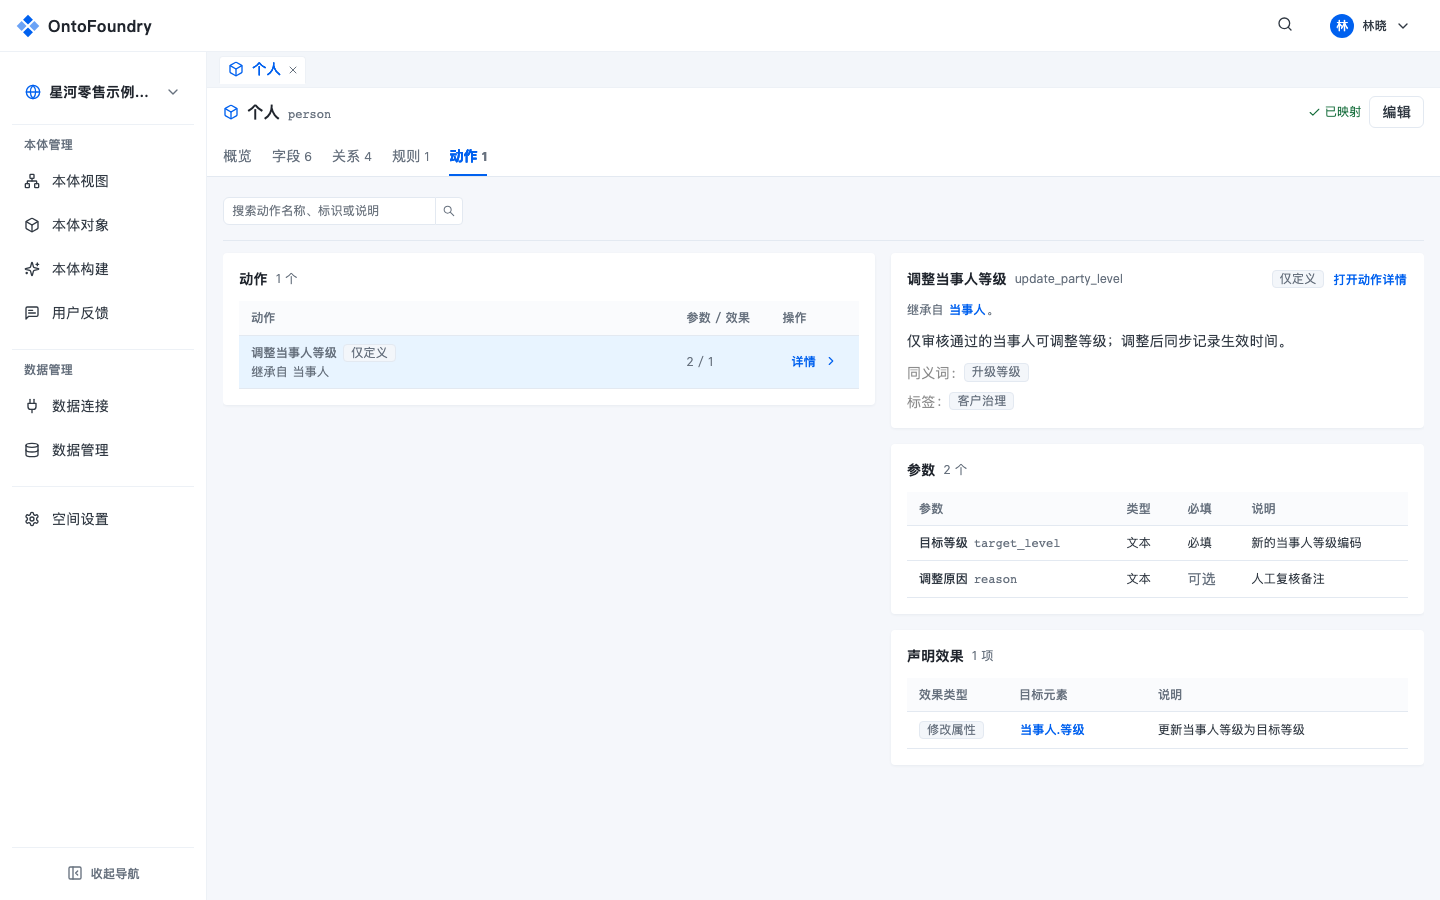 OntoFoundry
林 林晓
星河零售示例...
本体管理
本体视图
本体对象
本体构建
用户反馈
数据管理
数据连接
数据管理
空间设置
收起导航
个人
个人 person
已映射 编辑
概览 字段 6 关系 4 规则 1 动作 1
搜索动作名称、标识或说明
动作 1 个
动作 参数 / 效果 操作
调整当事人等级 仅定义 2 / 1 详情
继承自 当事人
调整当事人等级 update_party_level 仅定义 打开动作详情
继承自 当事人。
仅审核通过的当事人可调整等级；调整后同步记录生效时间。
同义词： 升级等级
标签： 客户治理
参数 2 个
参数 类型 必填 说明
目标等级 target_level 文本 必填 新的当事人等级编码
调整原因 reason 文本 可选 人工复核备注
声明效果 1 项
效果类型 目标元素 说明
修改属性 当事人.等级 更新当事人等级为目标等级